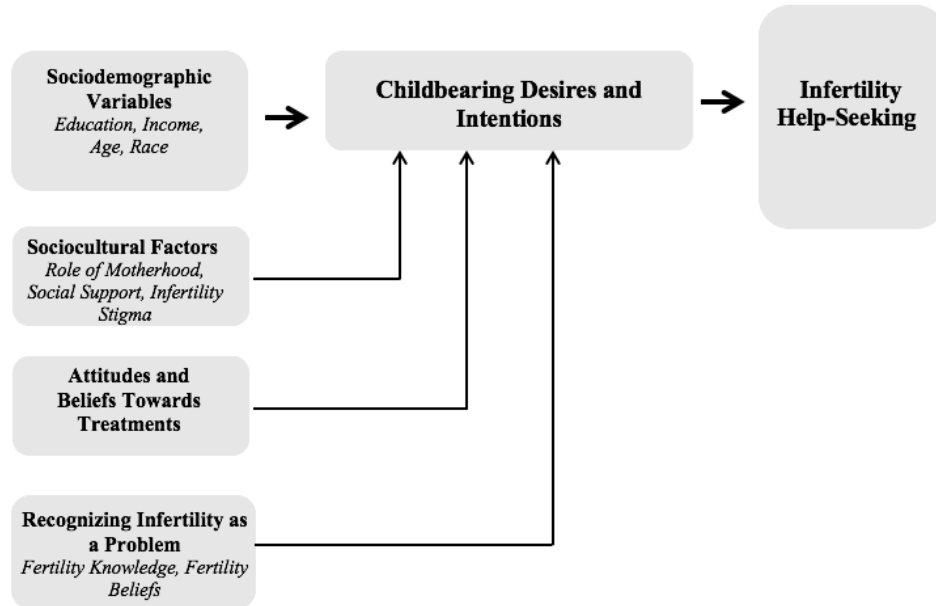 Sociodemographic
Variables
Education, Income,
Age, Race
Childbearing Desires and
Intentions
Infertility
Help-Seeking
Sociocultural Factors
Role of Motherhood,
Social Support, Infertility
Stigma
Attitudes and
Beliefs Towards
Treatments
Recognizing Infertility as
a Problem
Fertility Knowledge, Fertility
Beliefs